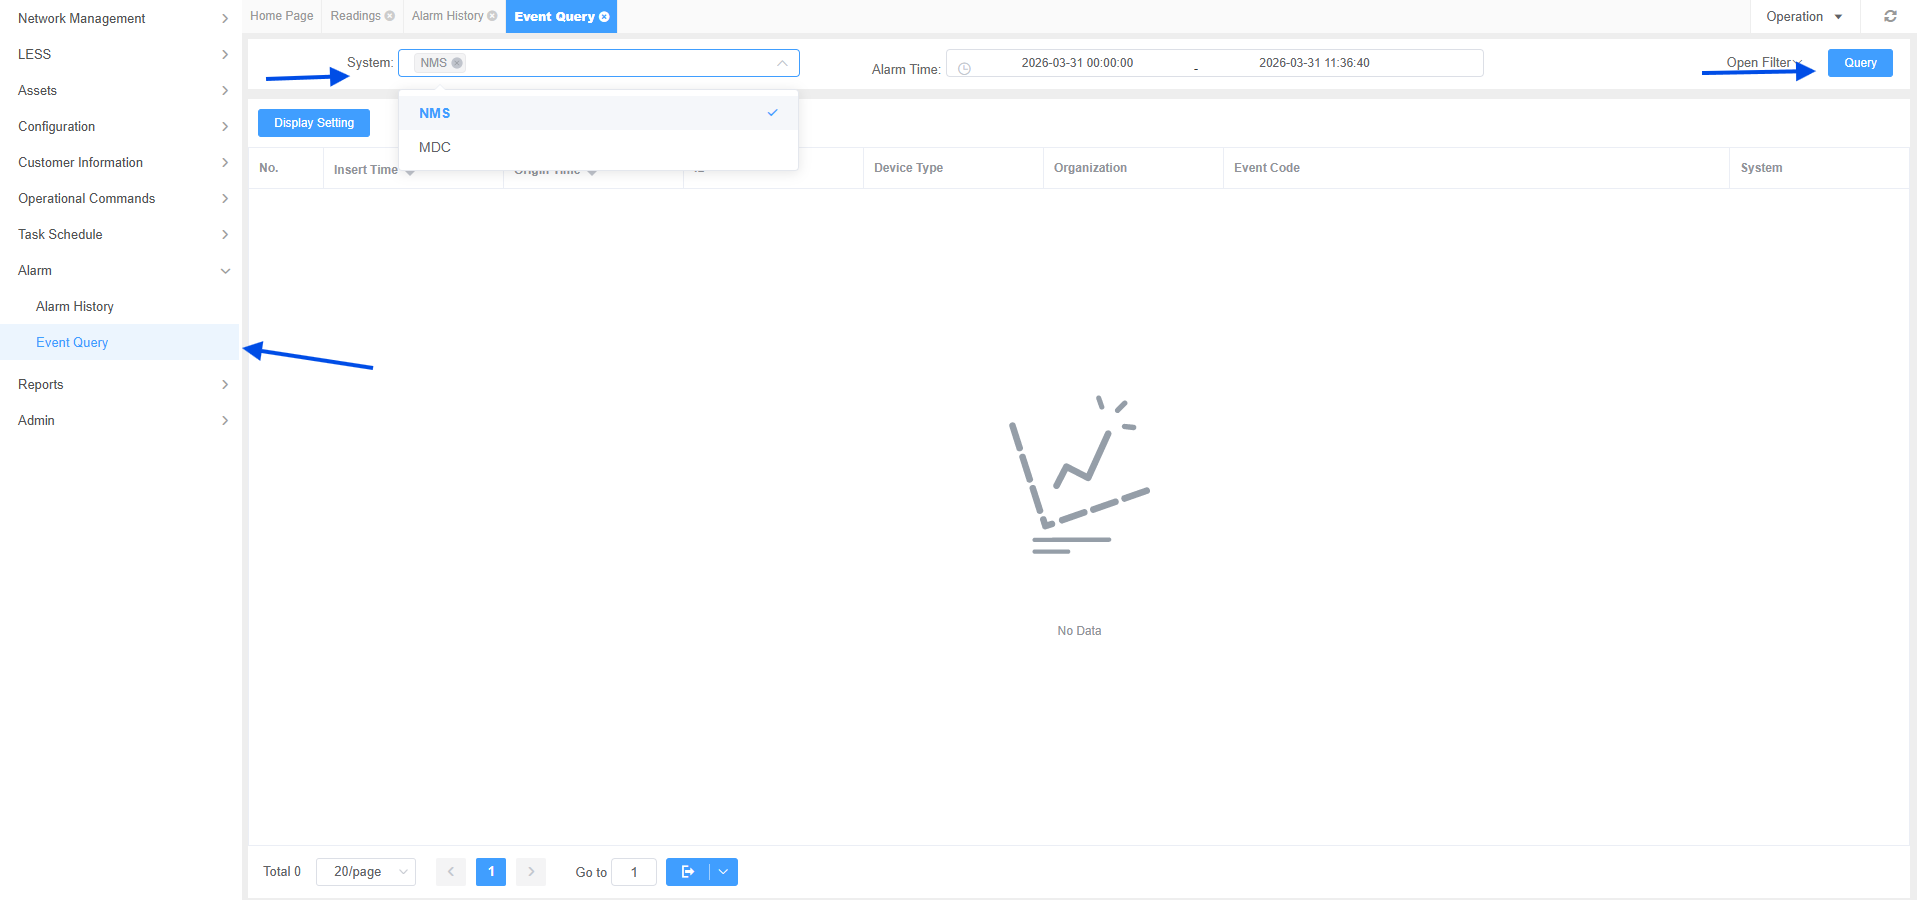 Network Management
LESS
Assets
Configuration
Customer Information
Operational Commands
Task Schedule
Alarm
Alarm History
Event Query
Reports
Admin
Home Page Readings Alarm History Event Query Operation
System: NMS Alarm Time: 2026-03-31 00:00:00 - 2026-03-31 11:36:40 Open Filter Query
NMS
MDC
Display Setting
No. Insert Time Origin Time Device Type Organization Event Code System
No Data
Total 0 20/page 1 Go to 1